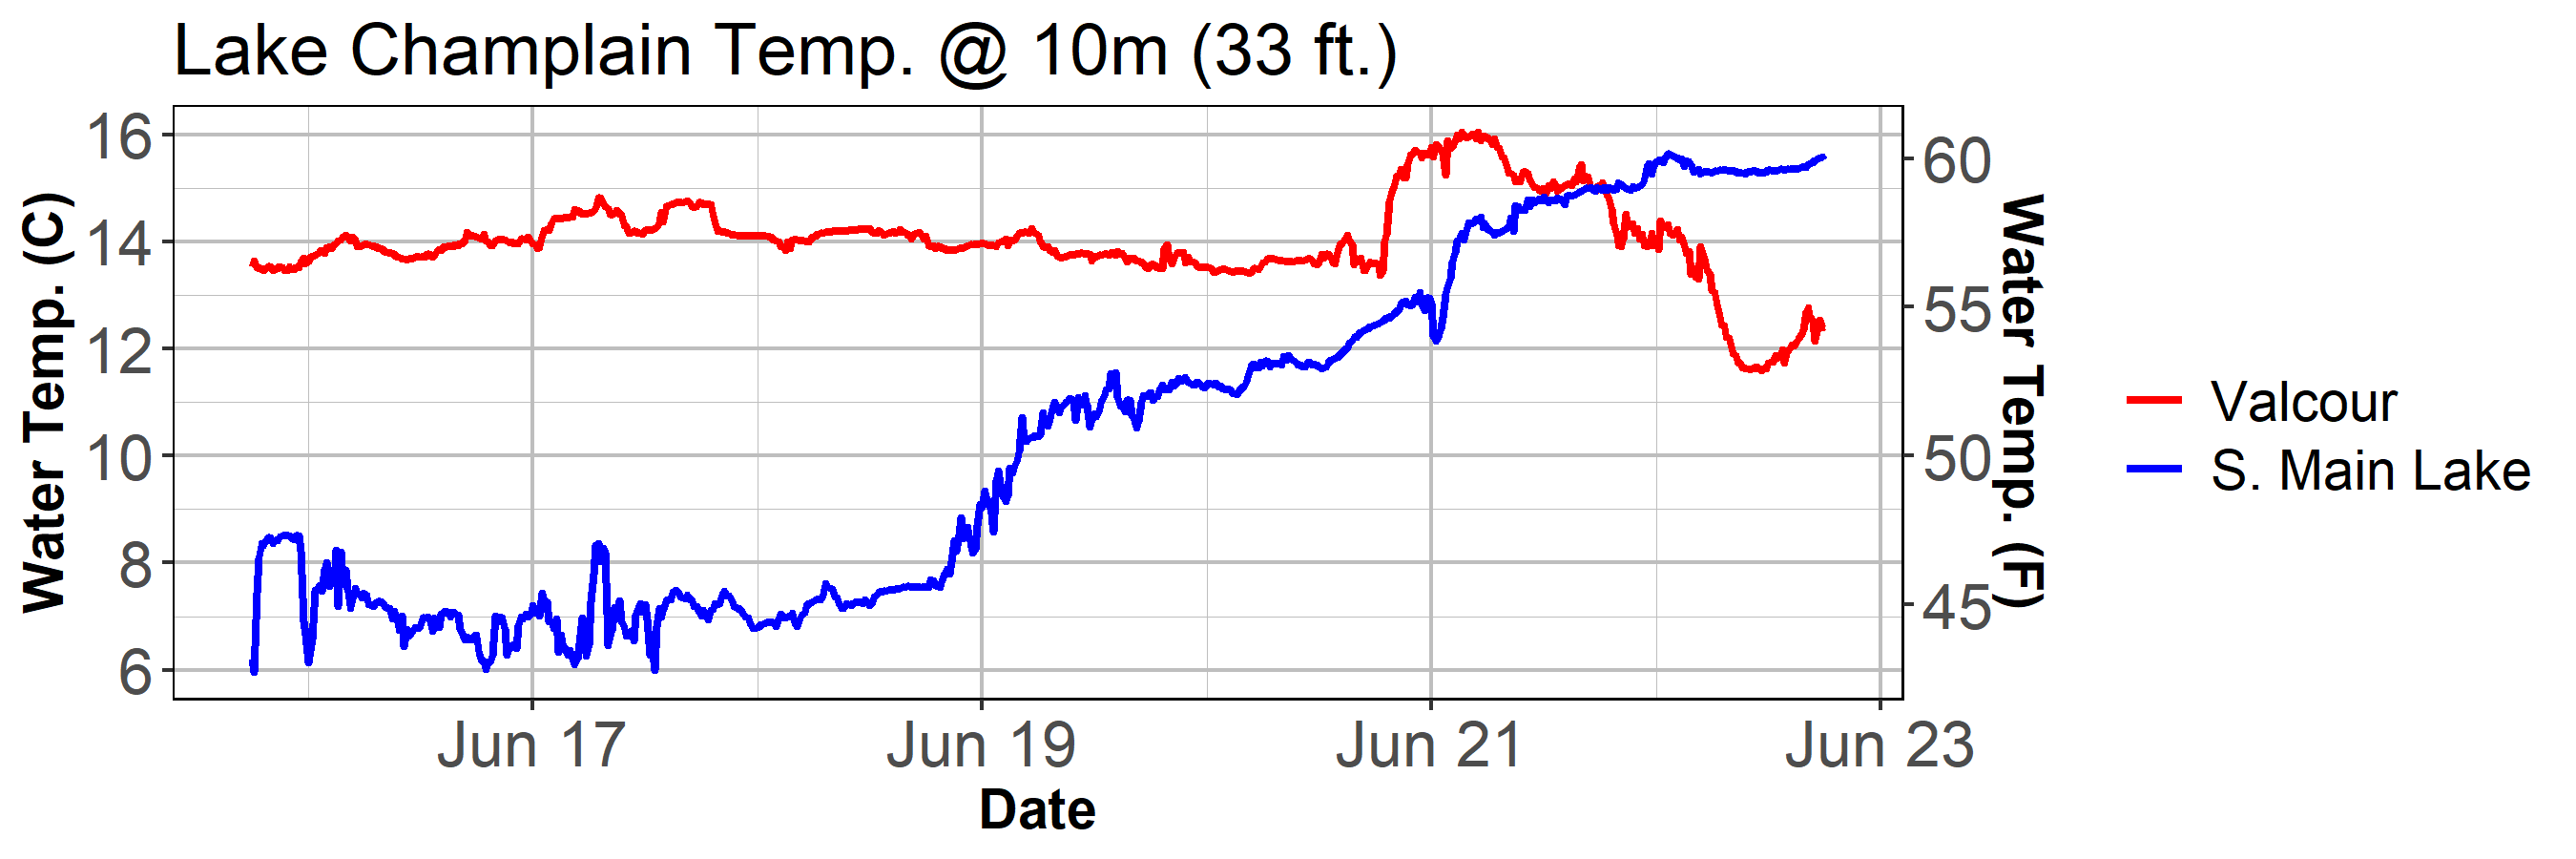 Lake Champlain Temp. @ 10m (33 ft.)
Water Temp. (C)
16
14
12
10
8
6
60
55
50
45
Water Temp. (F)
Jun 17
Jun 19
Jun 21
Jun 23
Date
Valcour
S. Main Lake